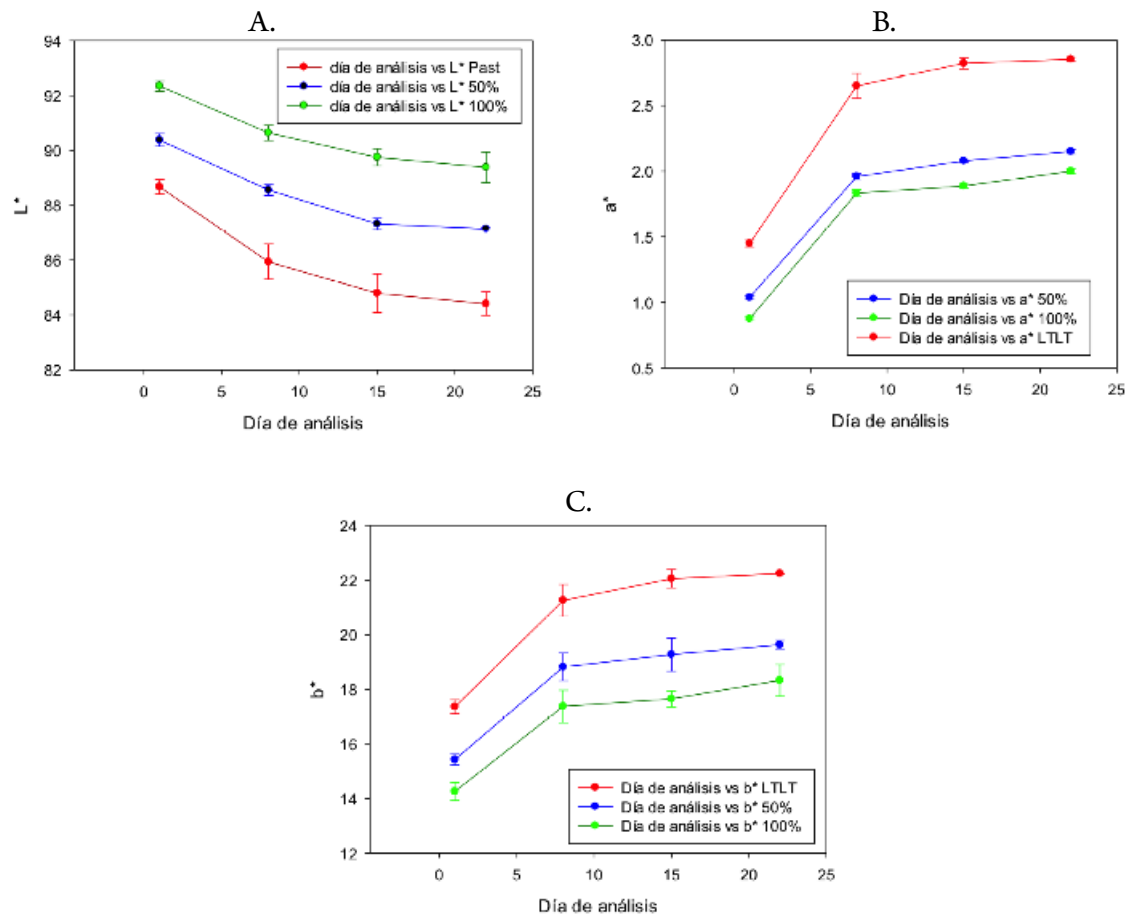 A.
94
92
90
88
86
84
82
L*
día de análisis vs L* Past
día de análisis vs L* 50%
día de análisis vs L* 100%
0 5 10 15 20 25
Día de análisis
B.
3.0
2.5
2.0
1.5
1.0
0.5
a*
Día de análisis vs a* 50%
Día de análisis vs a* 100%
Día de análisis vs a* LTLT
0 5 10 15 20 25
Día de análisis
C.
24
22
20
18
16
14
12
b*
Día de análisis vs b* LTLT
Día de análisis vs b* 50%
Día de análisis vs b* 100%
0 5 10 15 20 25
Día de análisis